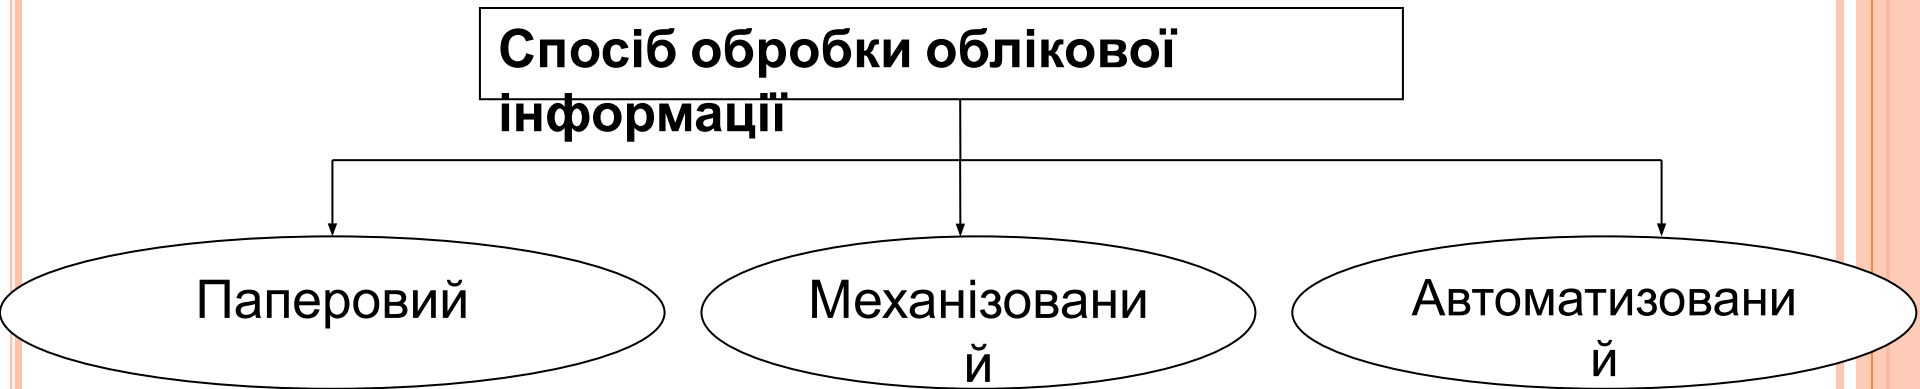 Спосіб обробки облікової
інформації
Паперовий
Механізовани
й
Автоматизовани
й